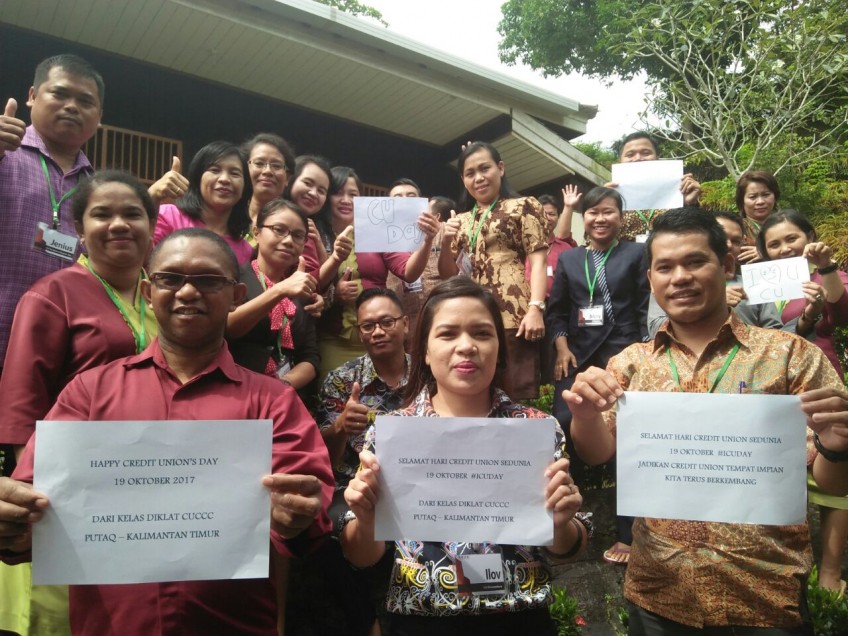 CU
Day
I CU
CU
Jenius
HAPPY CREDIT UNION'S DAY
19 OKTOBER 2017
DARI KELAS DIKLAT CUCCC
PUTAQ – KALIMANTAN TIMUR
SELAMAT HARI CREDIT UNION SEDUNIA
19 OKTOBER #ICUDAY
DARI KELAS DIKLAT CUCCC
PUTAQ – KALIMANTAN TIMUR
SELAMAT HARI CREDIT UNION SEDUNIA
19 OKTOBER #ICUDAY
JADIKAN CREDIT UNION TEMPAT IMPIAN
KITA TERUS BERKEMBANG
Ilov